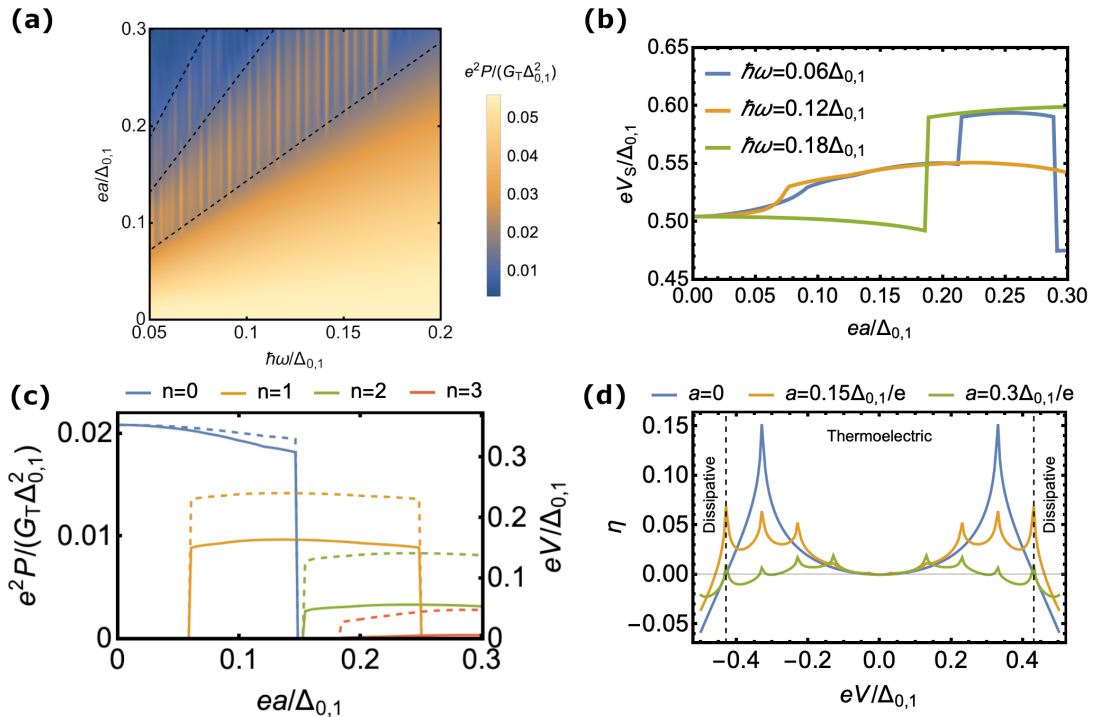 (a)
0.3
0.2
0.1
0
ea/Δ0,1
0.05
0.1
0.15
0.2
ħω/Δ0,1
e²P/(GTΔ²0,1)
0.05
0.04
0.03
0.02
0.01
(b)
0.65
0.60
0.55
0.50
0.45
eVS/Δ0,1
ħω=0.06Δ0,1
ħω=0.12Δ0,1
ħω=0.18Δ0,1
0.00
0.05
0.10
0.15
0.20
0.25
0.30
ea/Δ0,1
(c)
n=0
n=1
n=2
n=3
0.02
0.01
0
e²P/(GTΔ²0,1)
0.3
0.2
0.1
0
eV/Δ0,1
0
0.1
0.2
0.3
ea/Δ0,1
(d)
a=0
a=0.15Δ0,1/e
a=0.3Δ0,1/e
0.15
0.10
0.05
0.00
−0.05
η
Dissipative
Thermoelectric
Dissipative
−0.4
−0.2
0.0
0.2
0.4
eV/Δ0,1